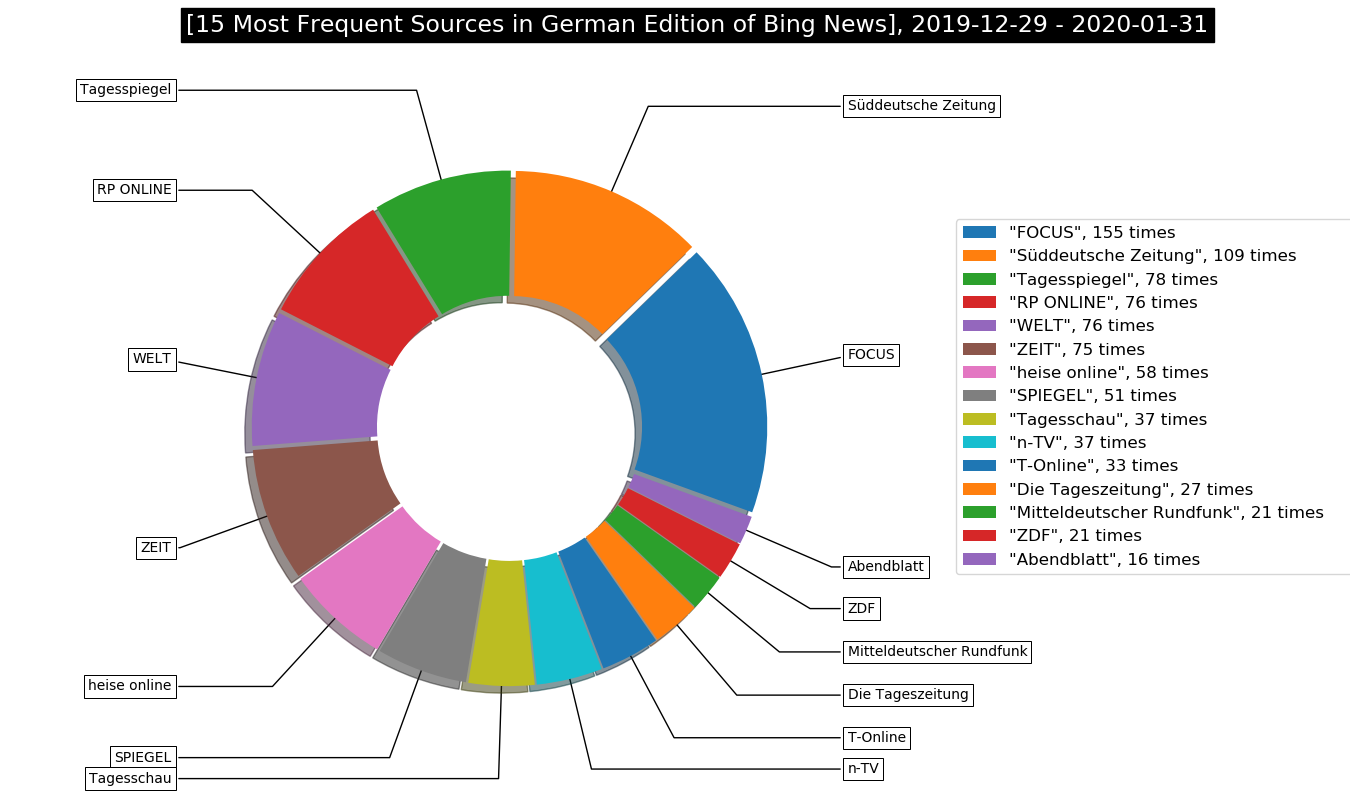 [15 Most Frequent Sources in German Edition of Bing News], 2019-12-29 - 2020-01-31
Tagesspiegel
Süddeutsche Zeitung
RP ONLINE
WELT
FOCUS
ZEIT
Abendblatt
ZDF
Mitteldeutscher Rundfunk
heise online
Die Tageszeitung
T-Online
SPIEGEL
n-TV
Tagesschau
"FOCUS", 155 times
"Süddeutsche Zeitung", 109 times
"Tagesspiegel", 78 times
"RP ONLINE", 76 times
"WELT", 76 times
"ZEIT", 75 times
"heise online", 58 times
"SPIEGEL", 51 times
"Tagesschau", 37 times
"n-TV", 37 times
"T-Online", 33 times
"Die Tageszeitung", 27 times
"Mitteldeutscher Rundfunk", 21 times
"ZDF", 21 times
"Abendblatt", 16 times